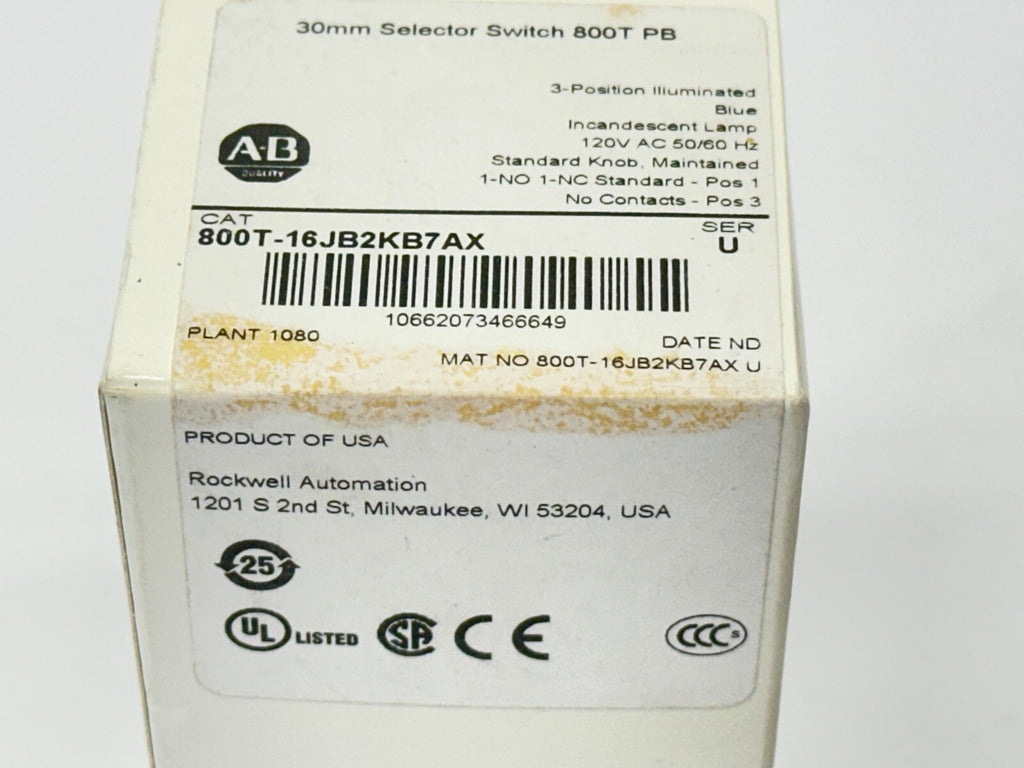 30mm Selector Switch 800T PB
3-Position Illuminated
Blue
Incandescent Lamp
120V AC 50/60 Hz
Standard Knob, Maintained
1-NO 1-NC Standard - Pos 1
No Contacts - Pos 3
A-B
QUALITY
CAT
800T-16JB2KB7AX
SER
U
10662073466649
PLANT 1080
DATE ND
MAT NO 800T-16JB2KB7AX U
PRODUCT OF USA
Rockwell Automation
1201 S 2nd St, Milwaukee, WI 53204, USA
25
UL LISTED SA CE CCC S